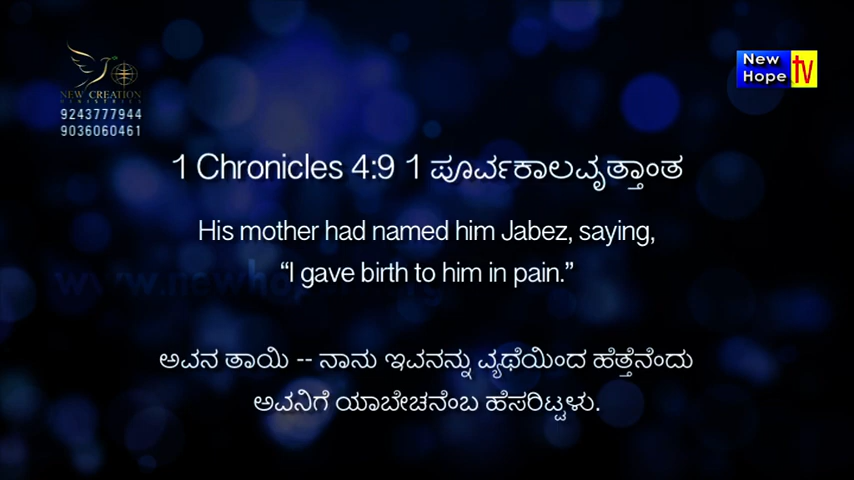 NEW CREATION
MINISTRIES
9243777944
9036060461
New
Hope tv
1 Chronicles 4:9 1 ಪೂರ್ವಕಾಲವೃತ್ತಾಂತ
His mother had named him Jabez, saying,
“I gave birth to him in pain.”
ಅವನ ತಾಯಿ -- ನಾನು ಇವನನ್ನು ವ್ಯಥೆಯಿಂದ ಹೆತ್ತೆನೆಂದು
ಅವನಿಗೆ ಯಾಬೇಚನೆಂಬ ಹೆಸರಿಟ್ಟಳು.